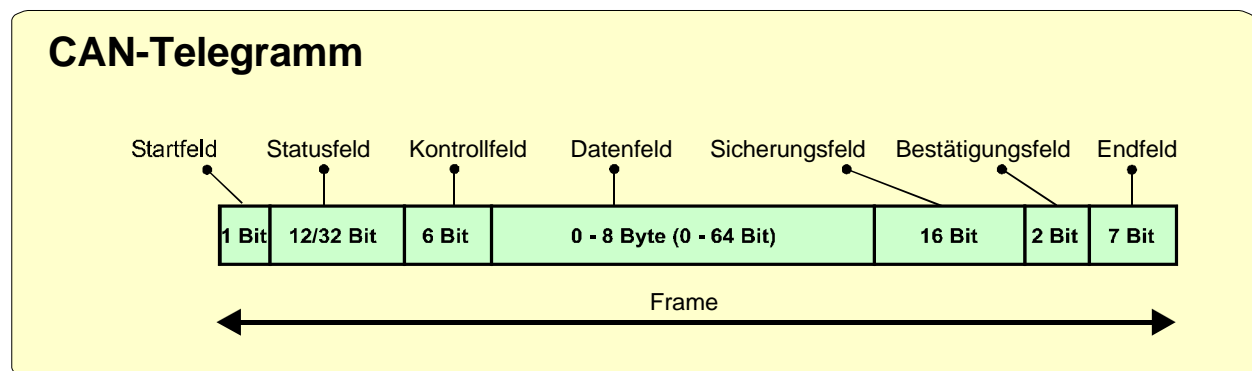 CAN-Telegramm
Startfeld Statusfeld Kontrollfeld Datenfeld Sicherungsfeld Bestätigungsfeld Endfeld
1 Bit 12/32 Bit 6 Bit 0 - 8 Byte (0 - 64 Bit) 16 Bit 2 Bit 7 Bit
Frame